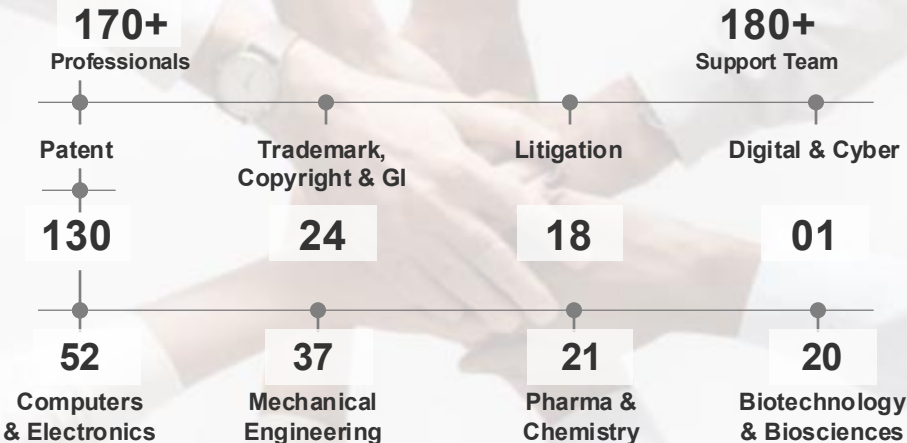 170+
Professionals
180+
Support Team
Patent
Trademark,
Copyright & GI
Litigation
Digital & Cyber
130
24
18
01
52
37
21
20
Computers
& Electronics
Mechanical
Engineering
Pharma &
Chemistry
Biotechnology
& Biosciences